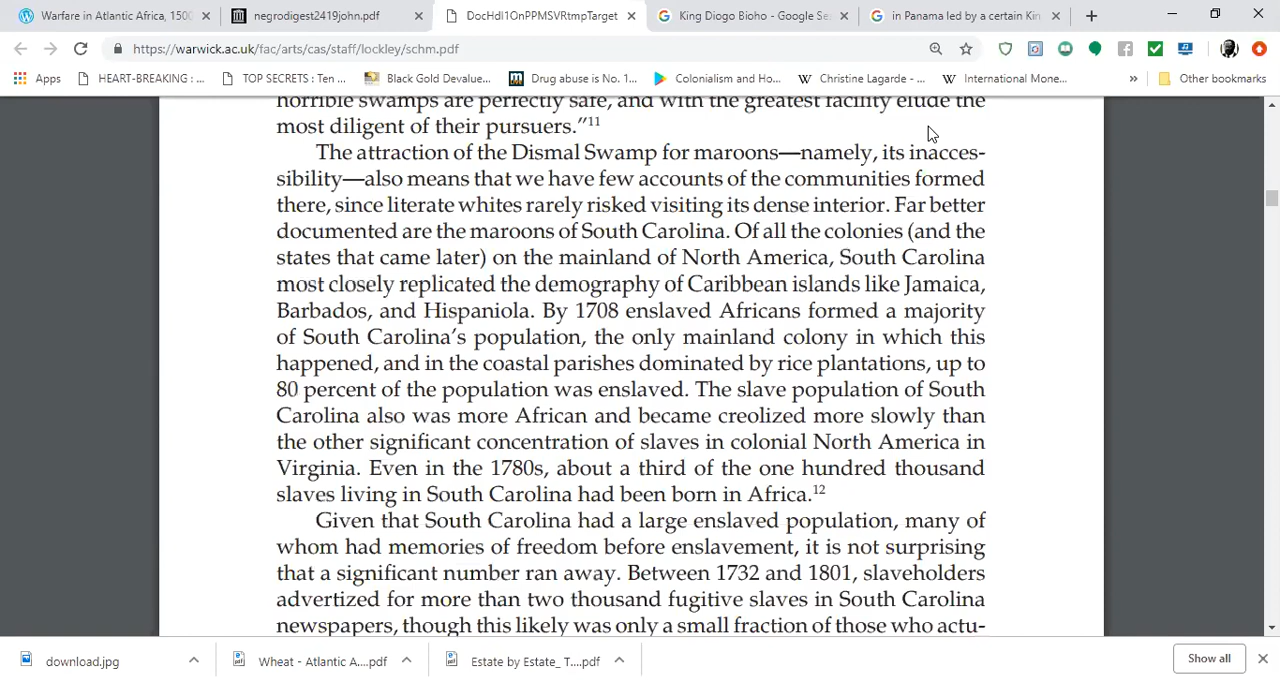 Warfare in Atlantic Africa, 1500
negrodigest2419john.pdf
DocHdl1OnPPMSVRtmpTarget
King Diogo Bioho - Google Se
in Panama led by a certain Kin
https://warwick.ac.uk/fac/arts/cas/staff/lockley/schm.pdf
Apps
HEART-BREAKING : ...
TOP SECRETS : Ten ...
Black Gold Devalue...
Drug abuse is No. 1...
Colonialism and Ho...
Christine Lagarde - ...
International Mone...
Other bookmarks
horrible swamps are perfectly safe, and with the greatest facility elude the
most diligent of their pursuers.”11
The attraction of the Dismal Swamp for maroons—namely, its inacces-
sibility—also means that we have few accounts of the communities formed
there, since literate whites rarely risked visiting its dense interior. Far better
documented are the maroons of South Carolina. Of all the colonies (and the
states that came later) on the mainland of North America, South Carolina
most closely replicated the demography of Caribbean islands like Jamaica,
Barbados, and Hispaniola. By 1708 enslaved Africans formed a majority
of South Carolina’s population, the only mainland colony in which this
happened, and in the coastal parishes dominated by rice plantations, up to
80 percent of the population was enslaved. The slave population of South
Carolina also was more African and became creolized more slowly than
the other significant concentration of slaves in colonial North America in
Virginia. Even in the 1780s, about a third of the one hundred thousand
slaves living in South Carolina had been born in Africa.12
Given that South Carolina had a large enslaved population, many of
whom had memories of freedom before enslavement, it is not surprising
that a significant number ran away. Between 1732 and 1801, slaveholders
advertized for more than two thousand fugitive slaves in South Carolina
newspapers, though this likely was only a small fraction of those who actu-
download.jpg
Wheat - Atlantic A....pdf
Estate by Estate_ T....pdf
Show all